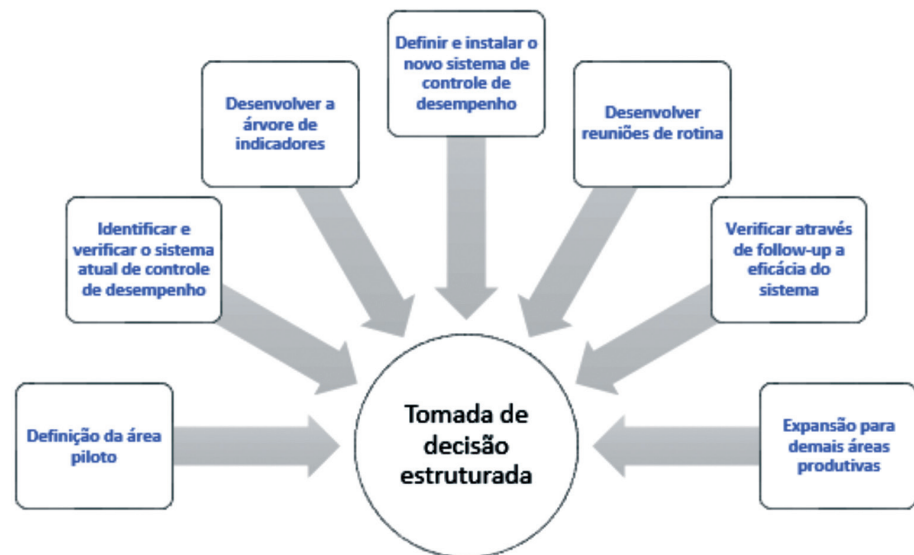 Definição da área
piloto
Identificar e
verificar o sistema
atual de controle
de desempenho
Desenvolver a
árvore de
indicadores
Definir e instalar o
novo sistema de
controle de
desempenho
Desenvolver
reuniões de rotina
Verificar através
de follow-up a
eficácia do
sistema
Expansão para
demais áreas
produtivas
Tomada de
decisão
estruturada